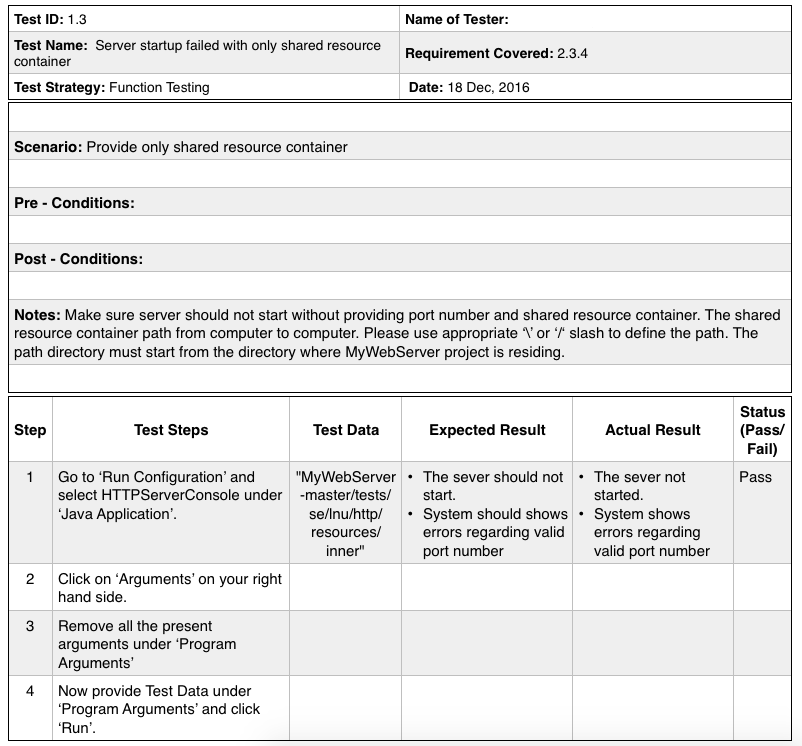 Test ID: 1.3
Name of Tester:
Test Name:  Server startup failed with only shared resource
container
Requirement Covered: 2.3.4
Test Strategy: Function Testing
Date: 18 Dec, 2016
Scenario: Provide only shared resource container
Pre - Conditions:
Post - Conditions:
Notes: Make sure server should not start without providing port number and shared resource container. The shared
resource container path from computer to computer. Please use appropriate ‘\’ or ‘/‘ slash to define the path. The
path directory must start from the directory where MyWebServer project is residing.
Step
Test Steps
Test Data
Expected Result
Actual Result
Status
(Pass/
Fail)
1
Go to ‘Run Configuration’ and
select HTTPServerConsole under
‘Java Application’.
"MyWebServer
-master/tests/
se/lnu/http/
resources/
inner"
• The sever should not
start.
• System should shows
errors regarding valid
port number
• The sever not
started.
• System shows
errors regarding
valid port number
Pass
2
Click on ‘Arguments’ on your right
hand side.
3
Remove all the present
arguments under ‘Program
Arguments’
4
Now provide Test Data under
‘Program Arguments’ and click
‘Run’.